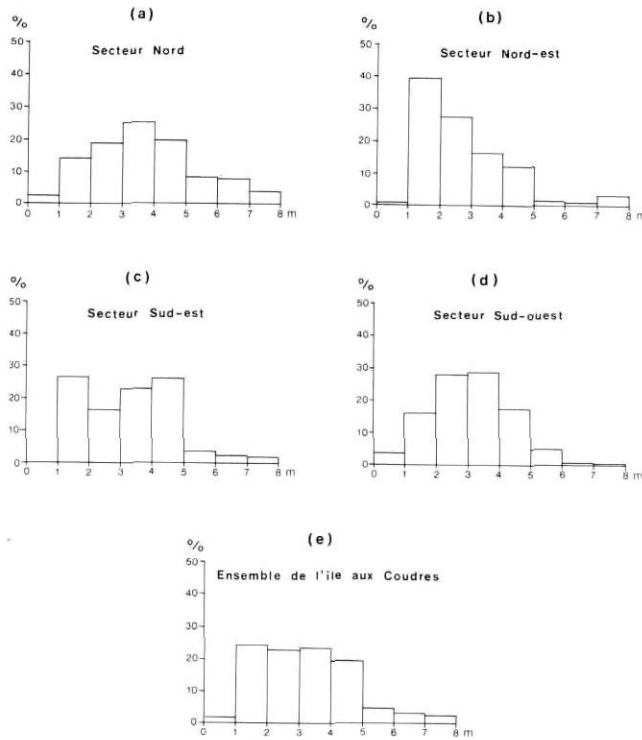 (a)
%
Secteur Nord
50
40
30
20
10
0
0 1 2 3 4 5 6 7 8 m
(b)
%
Secteur Nord-est
50
40
30
20
10
0
0 1 2 3 4 5 6 7 8 m
(c)
%
Secteur Sud-est
50
40
30
20
10
0
0 1 2 3 4 5 6 7 8 m
(d)
%
Secteur Sud-ouest
50
40
30
20
10
0
0 1 2 3 4 5 6 7 8 m
(e)
%
Ensemble de l'île aux Coudres
50
40
30
20
10
0
0 1 2 3 4 5 6 7 8 m